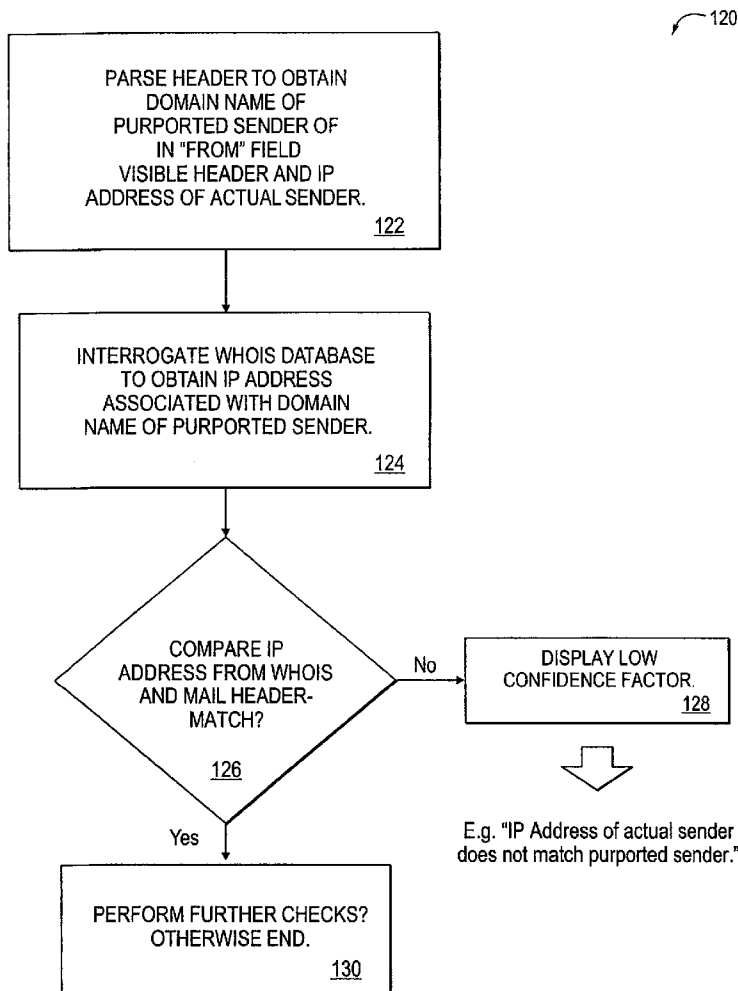 120
PARSE HEADER TO OBTAIN
DOMAIN NAME OF
PURPORTED SENDER OF
IN "FROM" FIELD
VISIBLE HEADER AND IP
ADDRESS OF ACTUAL SENDER.
122
INTERROGATE WHOIS DATABASE
TO OBTAIN IP ADDRESS
ASSOCIATED WITH DOMAIN
NAME OF PURPORTED SENDER.
124
COMPARE IP
ADDRESS FROM WHOIS
AND MAIL HEADER-
MATCH?
126
No
DISPLAY LOW
CONFIDENCE FACTOR.
128
E.g. "IP Address of actual sender
does not match purported sender."
Yes
PERFORM FURTHER CHECKS?
OTHERWISE END.
130